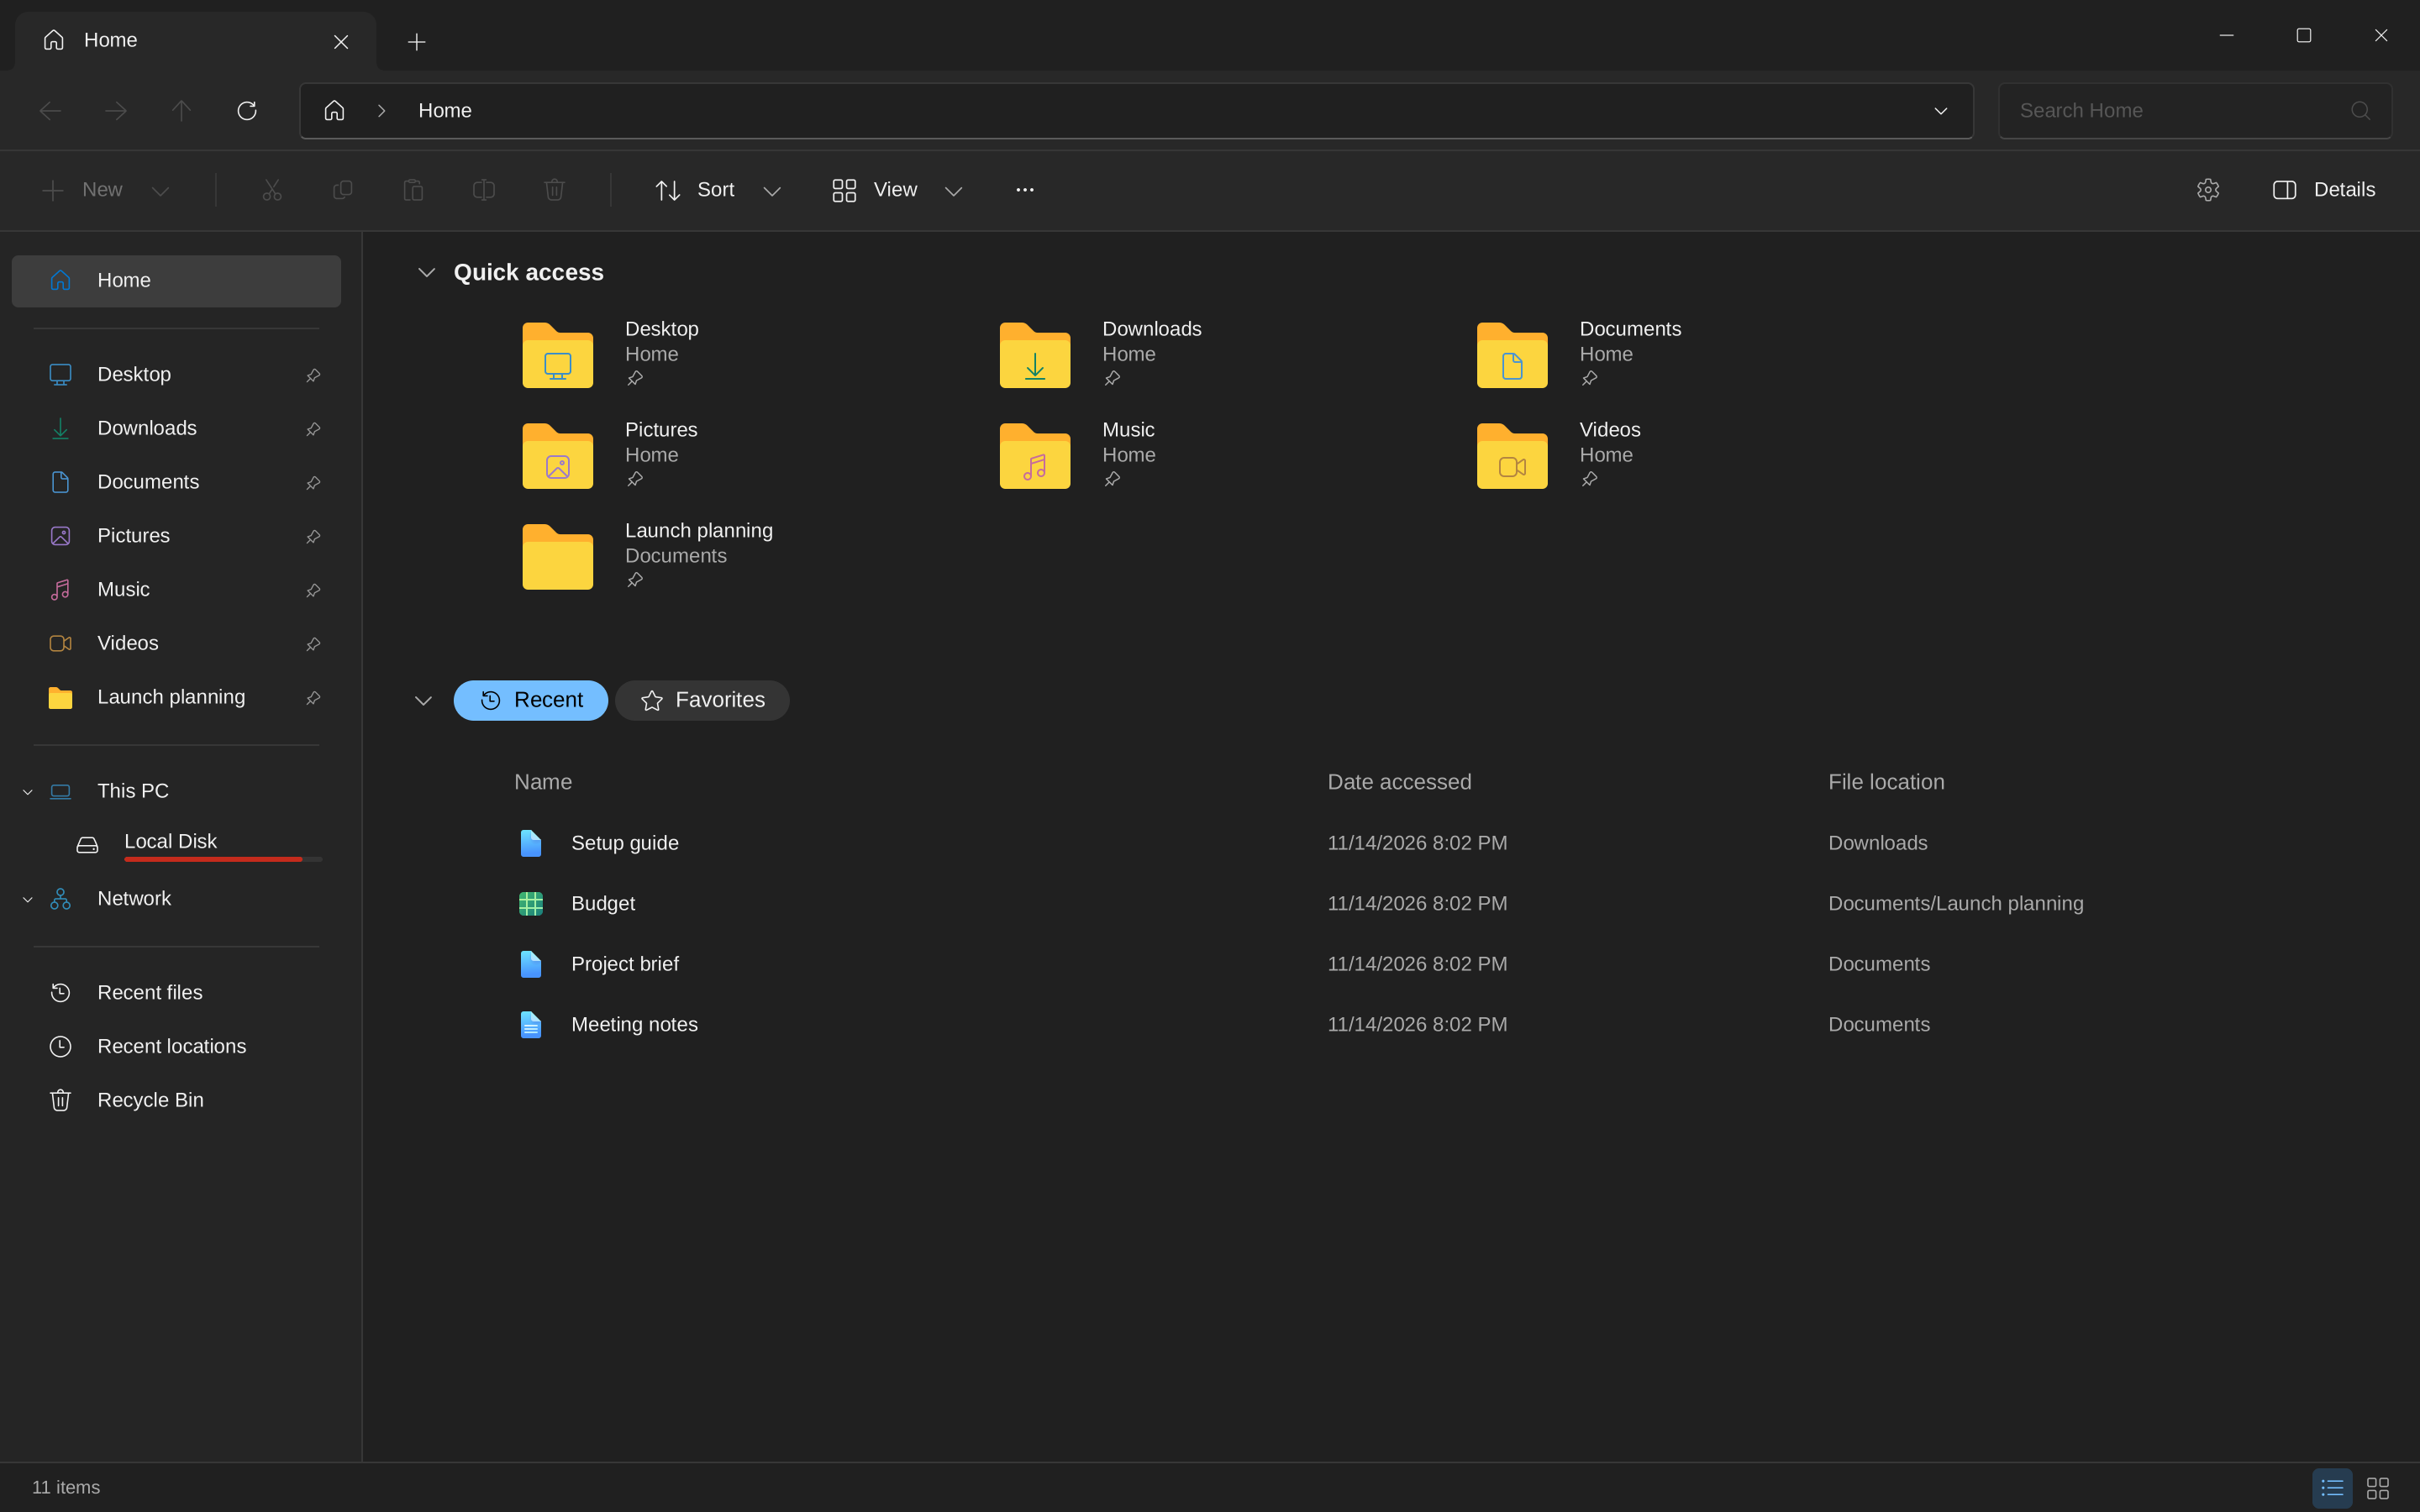 Home
Home
Search Home
New
Sort
View
Details
Home
Desktop
Downloads
Documents
Pictures
Music
Videos
Launch planning
This PC
Local Disk
Network
Recent files
Recent locations
Recycle Bin
Quick access
Desktop
Home
Downloads
Home
Documents
Home
Pictures
Home
Music
Home
Videos
Home
Launch planning
Documents
Recent Favorites
Name Date accessed File location
Setup guide 11/14/2026 8:02 PM Downloads
Budget 11/14/2026 8:02 PM Documents/Launch planning
Project brief 11/14/2026 8:02 PM Documents
Meeting notes 11/14/2026 8:02 PM Documents
11 items